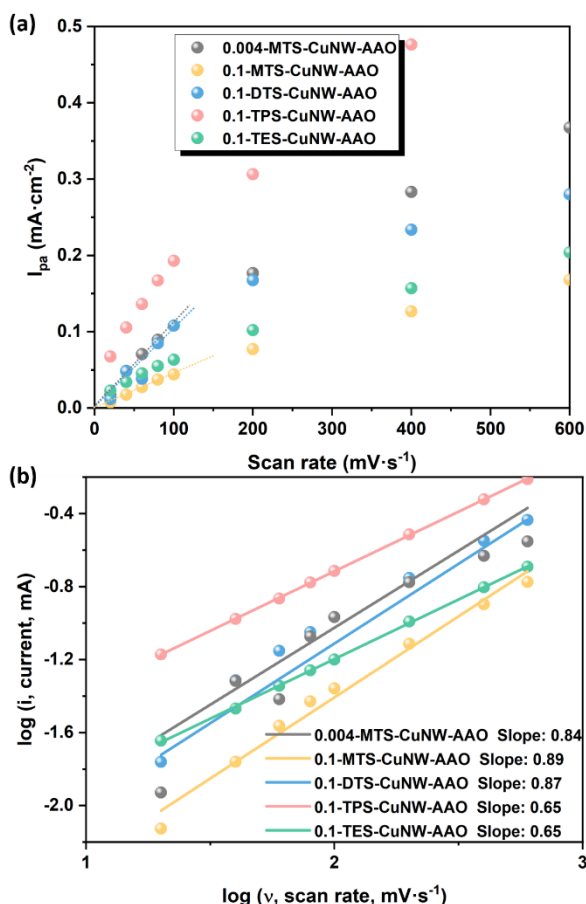 (a)
0.5
0.4
0.3
0.2
0.1
0.0
I_pa (mA·cm⁻²)
0.004-MTS-CuNW-AAO
0.1-MTS-CuNW-AAO
0.1-DTS-CuNW-AAO
0.1-TPS-CuNW-AAO
0.1-TES-CuNW-AAO
0 100 200 300 400 500 600
Scan rate (mV·s⁻¹)
(b)
-0.4
-0.8
-1.2
-1.6
-2.0
log (i, current, mA)
0.004-MTS-CuNW-AAO Slope: 0.84
0.1-MTS-CuNW-AAO Slope: 0.89
0.1-DTS-CuNW-AAO Slope: 0.87
0.1-TPS-CuNW-AAO Slope: 0.65
0.1-TES-CuNW-AAO Slope: 0.65
1 2 3
log (ν, scan rate, mV·s⁻¹)